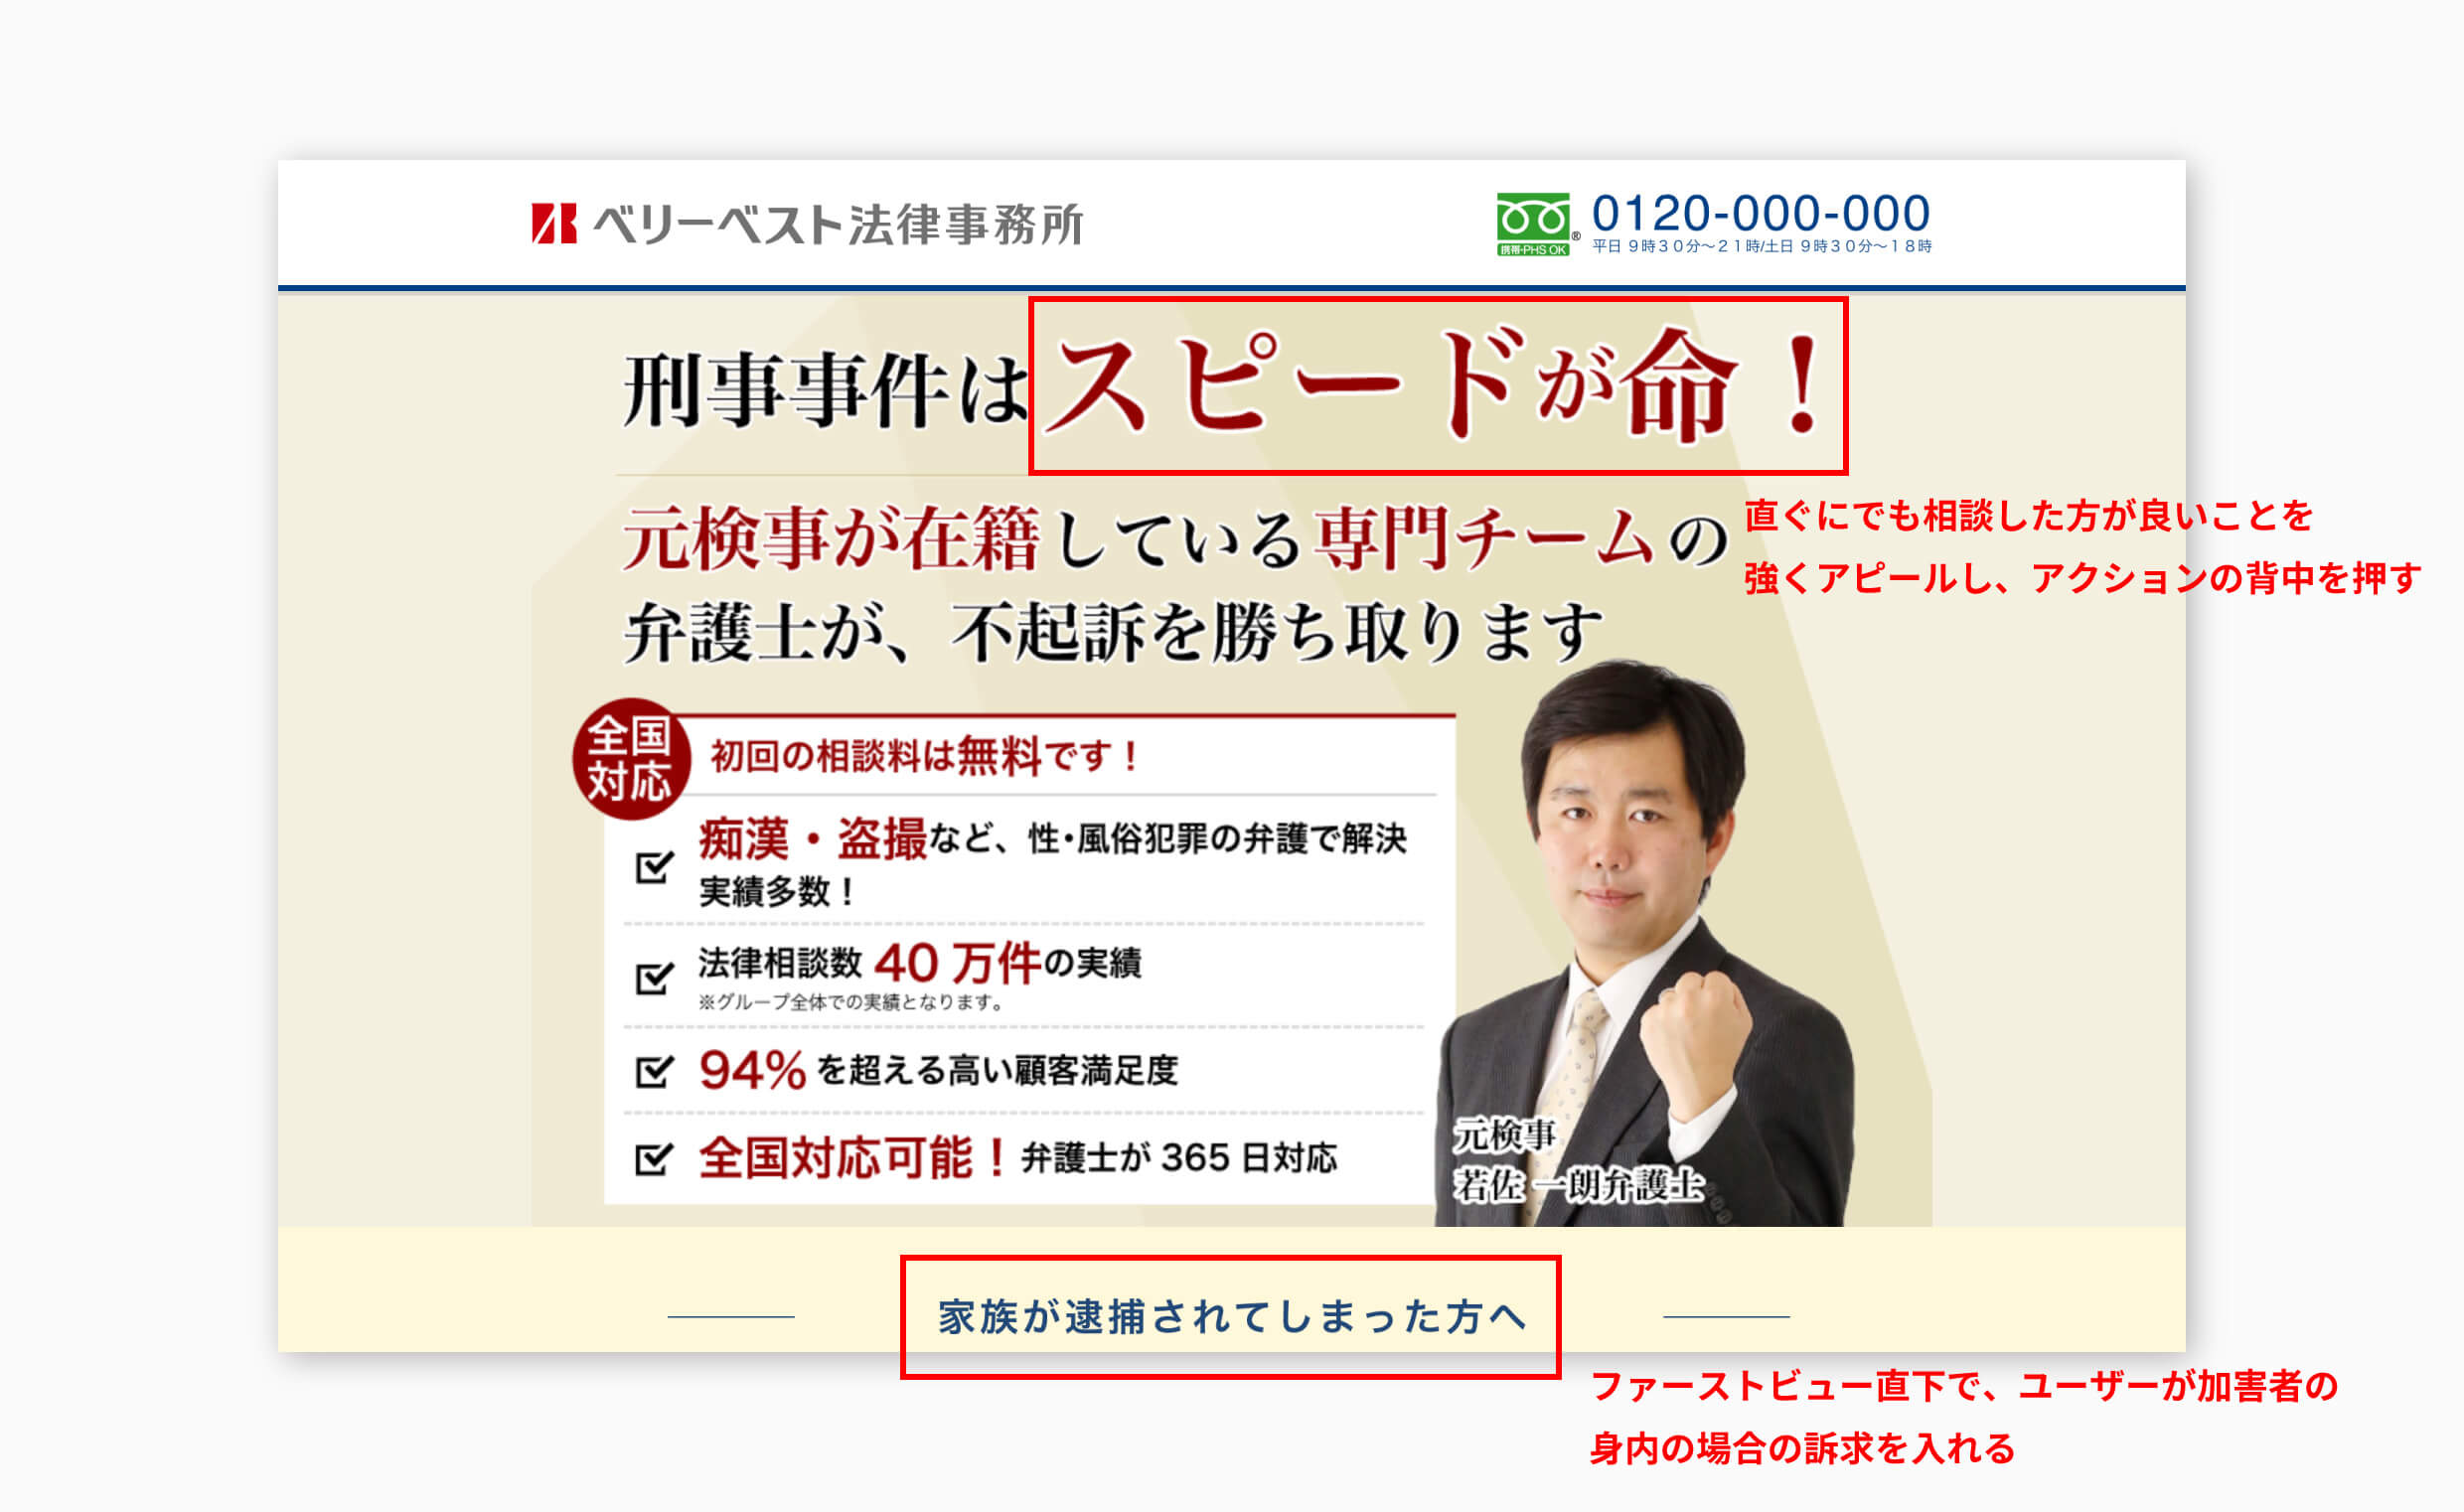 ベリーベスト法律事務所
0120-000-000
携帯・PHS OK
®
平日 9時30分～21時/土日 9時30分～18時
刑事事件はスピードが命！
元検事が在籍している専門チームの
弁護士が、不起訴を勝ち取ります
直ぐにでも相談した方が良いことを
強くアピールし、アクションの背中を押す
全国
対応
初回の相談料は無料です！
痴漢・盗撮など、性・風俗犯罪の弁護で解決
実績多数！
法律相談数 40 万件の実績
※グループ全体での実績となります。
94% を超える高い顧客満足度
全国対応可能！弁護士が 365 日対応
元検事
若佐 一朗弁護士
家族が逮捕されてしまった方へ
ファーストビュー直下で、ユーザーが加害者の
身内の場合の訴求を入れる